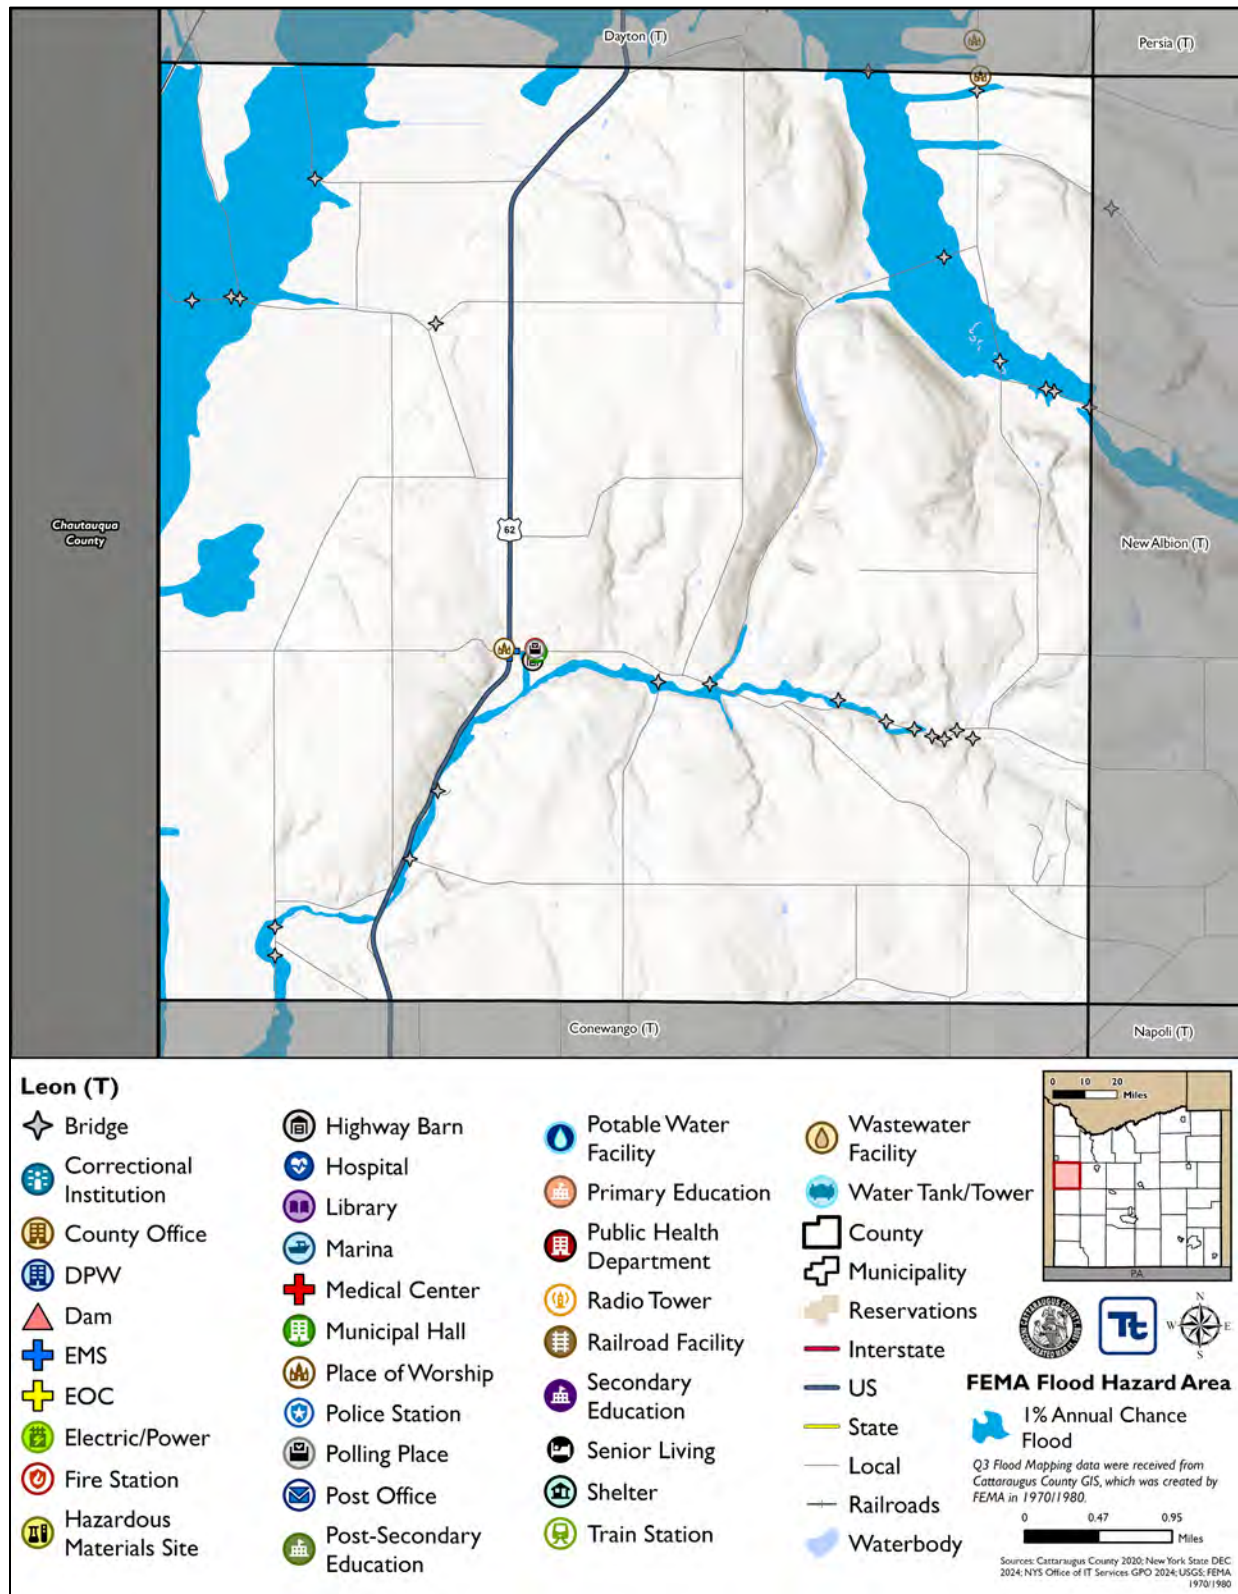 Dayton (T)
Persia (T)
62
Chautauqua
County
New Albion (T)
Conewango (T)
Napoli (T)
Leon (T)
Bridge
Correctional
Institution
County Office
DPW
Dam
EMS
EOC
Electric/Power
Fire Station
Hazardous
Materials Site
Highway Barn
Hospital
Library
Marina
Medical Center
Municipal Hall
Place of Worship
Police Station
Polling Place
Post Office
Post-Secondary
Education
Potable Water
Facility
Primary Education
Public Health
Department
Radio Tower
Railroad Facility
Secondary
Education
Senior Living
Shelter
Train Station
Wastewater
Facility
Water Tank/Tower
County
Municipality
Reservations
Interstate
US
State
Local
Railroads
Waterbody
0 10 20
Miles
PA
Tt
N
W E
S
FEMA Flood Hazard Area
1% Annual Chance
Flood
Q3 Flood Mapping data were received from
Cattaraugus County GIS, which was created by
FEMA in 1970/1980.
0 0.47 0.95
Miles
Sources: Cattaraugus County 2020; New York State DEC
2024; NYS Office of IT Services GPO 2024; USGS; FEMA
1970/1980